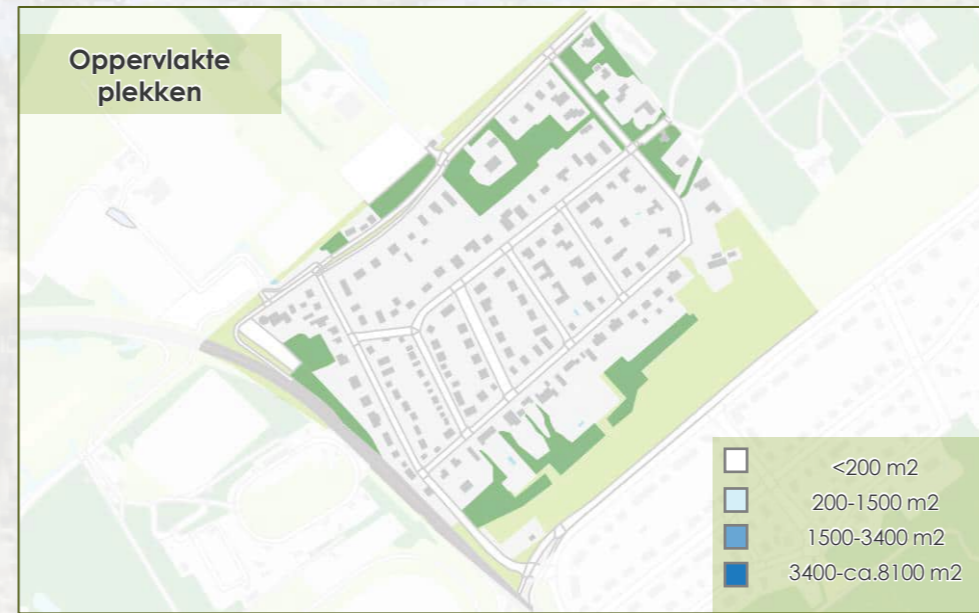 Oppervlakte
plekken
<200 m2
200-1500 m2
1500-3400 m2
3400-ca.8100 m2